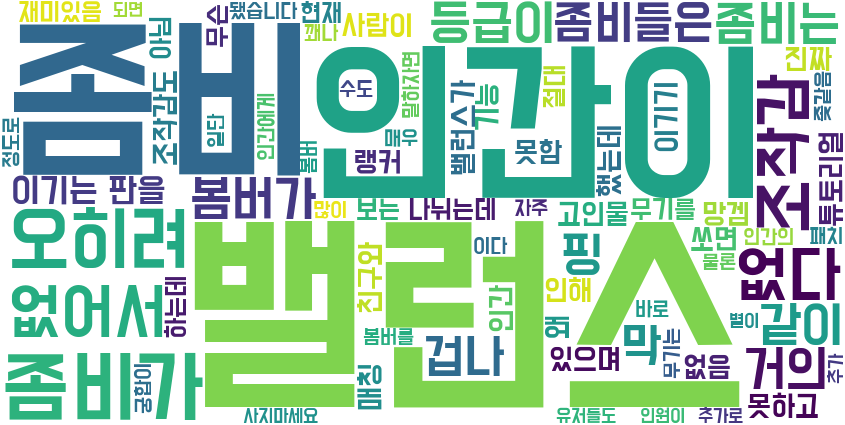 재미있음 되면 무슨 됐습니다 현재 등급이 좀비들은 좀비는
좀비 인간이 꽤나 사람이 진짜
정도로 조작감도 아님 일단 인간에게 봄버 수도 매우 말하자면 밸런스가 기능 절대 이기기 조작감 좆같음
랭커 못함 했는데 튜토리얼
이기는 판을 봄버가 많이 보는 나뉘는데 자주 고인물 무기를 망겜
오히려 밸런스 친구와 이다 핑 쏘면 인간의 패치
물론 없다
없어서 하는데 인간 인해 왜 바로 별이 같이
봄버를 겁나 막
좀비가 궁합이 매칭 있으며 무기는 없음 거의 추가
못하고
사지마세요 유저들도 인원이 추가로